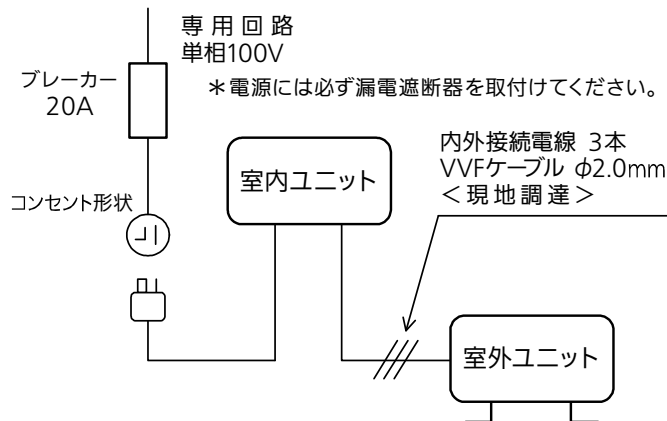 専用回路
単相100V
ブレーカー
20A
＊電源には必ず漏電遮断器を取付けてください。
内外接続電線 3本
VVFケーブル φ2.0mm
＜現地調達＞
室内ユニット
コンセント形状
室外ユニット